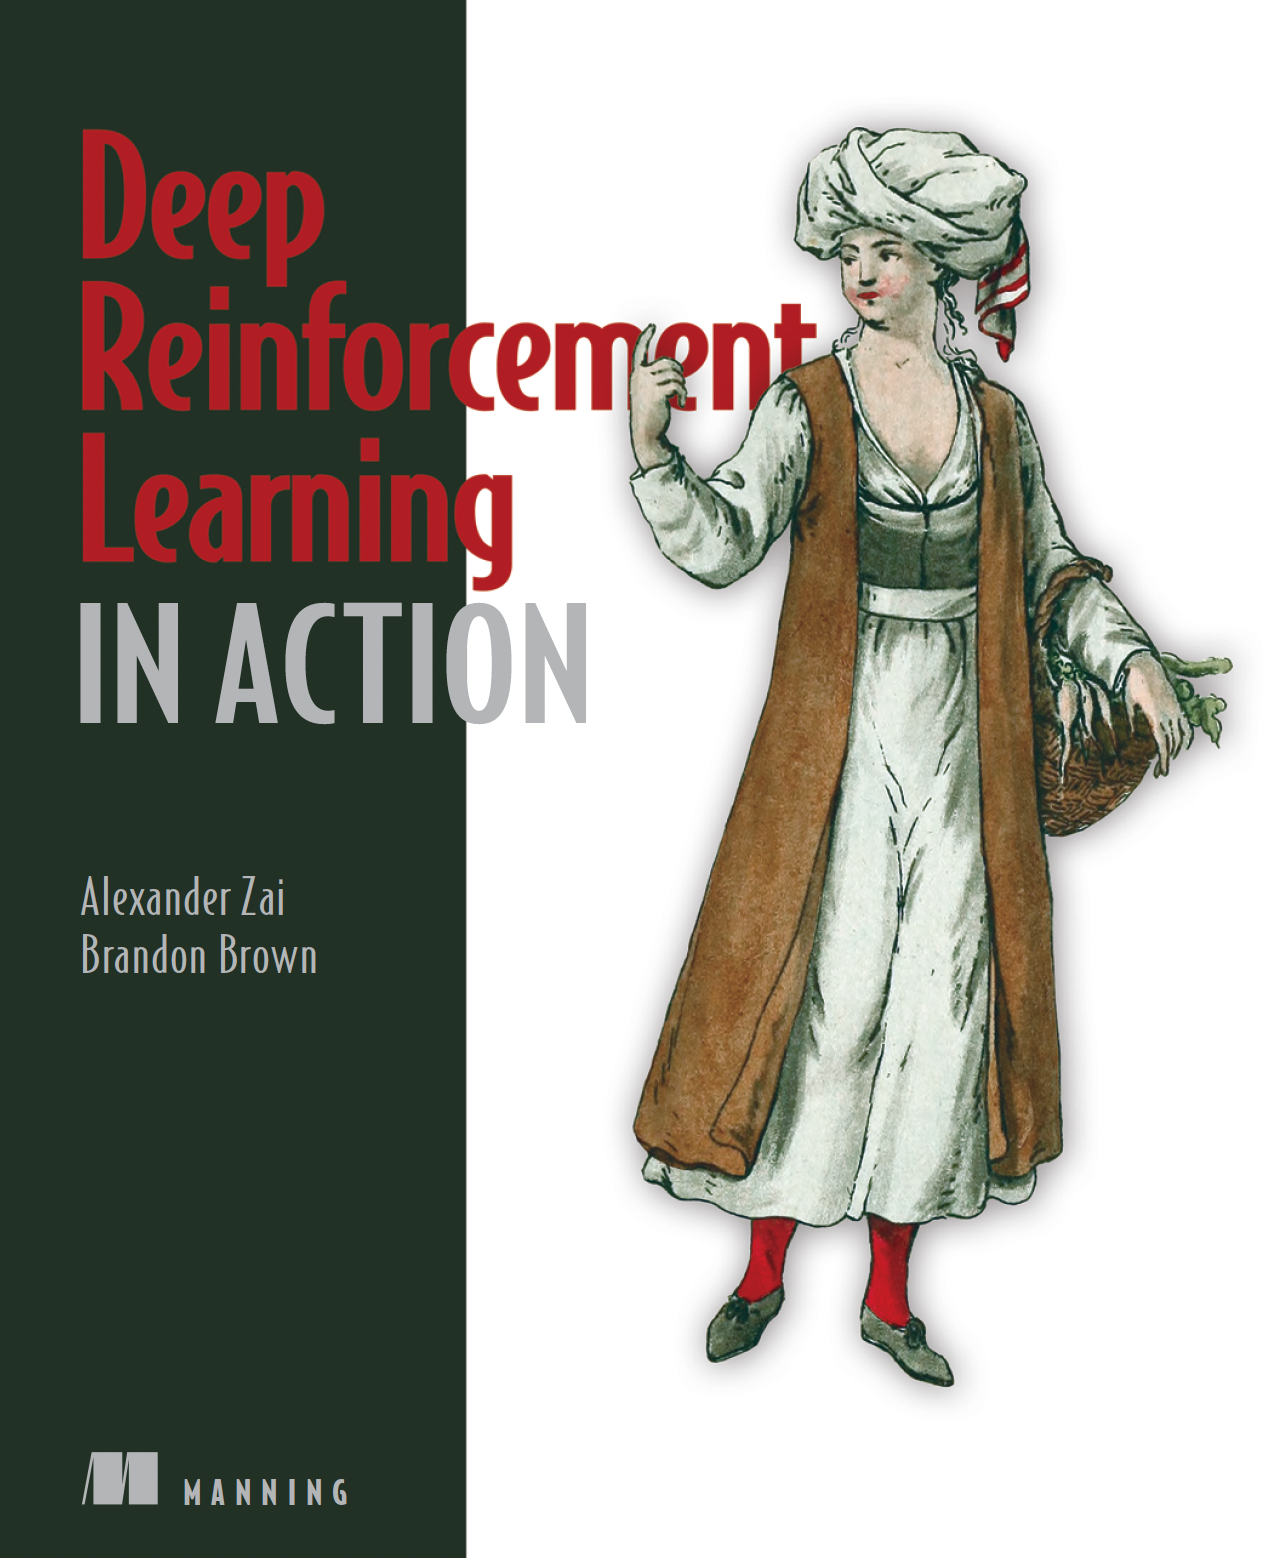 Deep
Reinforcement
Learning
IN ACTION
Alexander Zai
Brandon Brown
MANNING